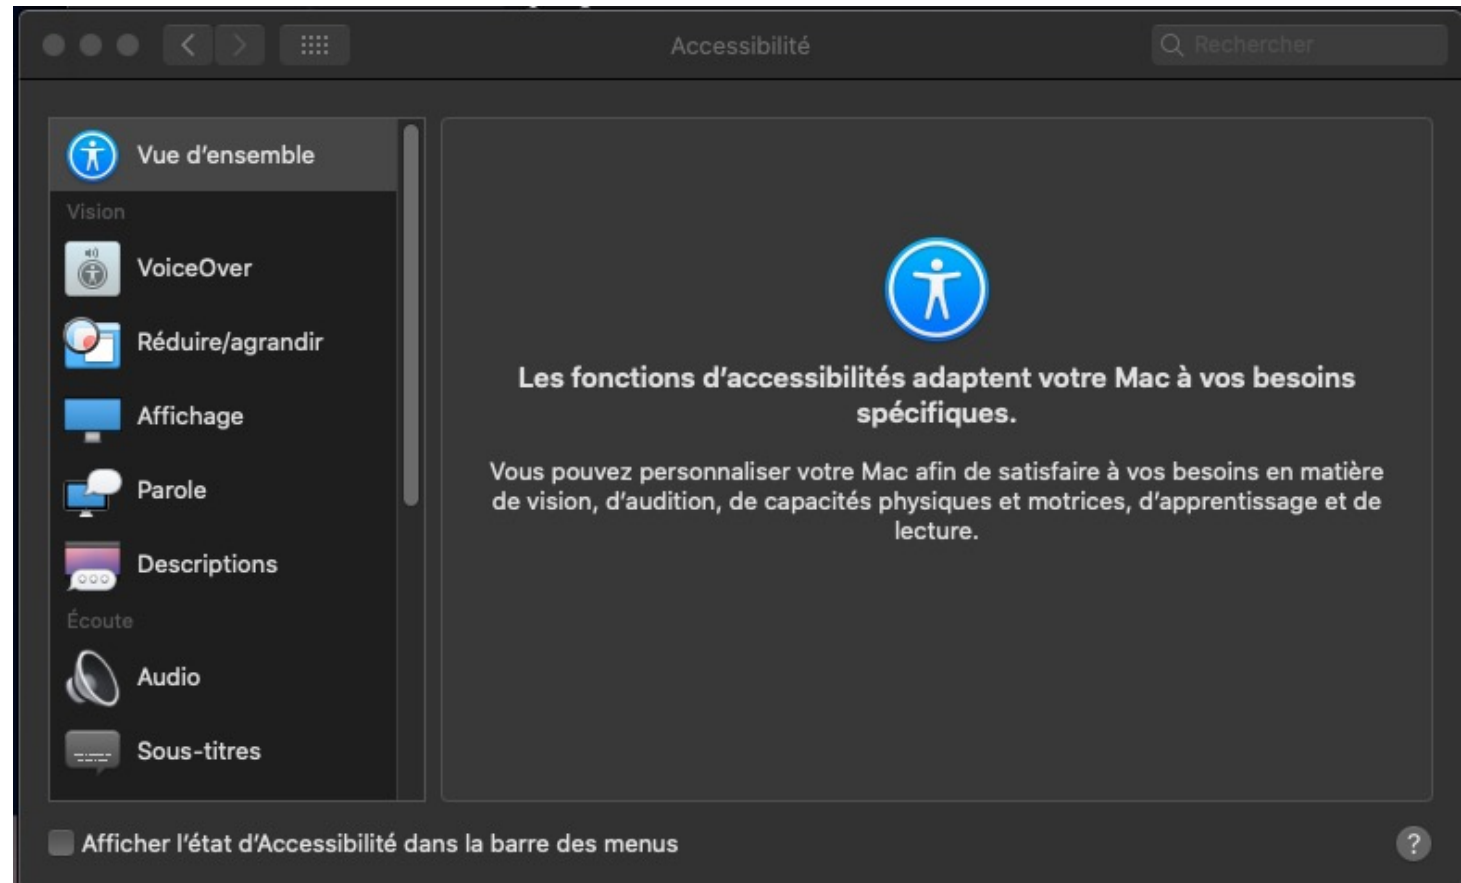 Accessibilité
Rechercher
Vue d'ensemble
Vision
VoiceOver
Réduire/agrandir
Affichage
Parole
Descriptions
Écoute
Audio
Sous-titres
Les fonctions d'accessibilités adaptent votre Mac à vos besoins
spécifiques.
Vous pouvez personnaliser votre Mac afin de satisfaire à vos besoins en matière
de vision, d'audition, de capacités physiques et motrices, d'apprentissage et de
lecture.
Afficher l'état d'Accessibilité dans la barre des menus
?